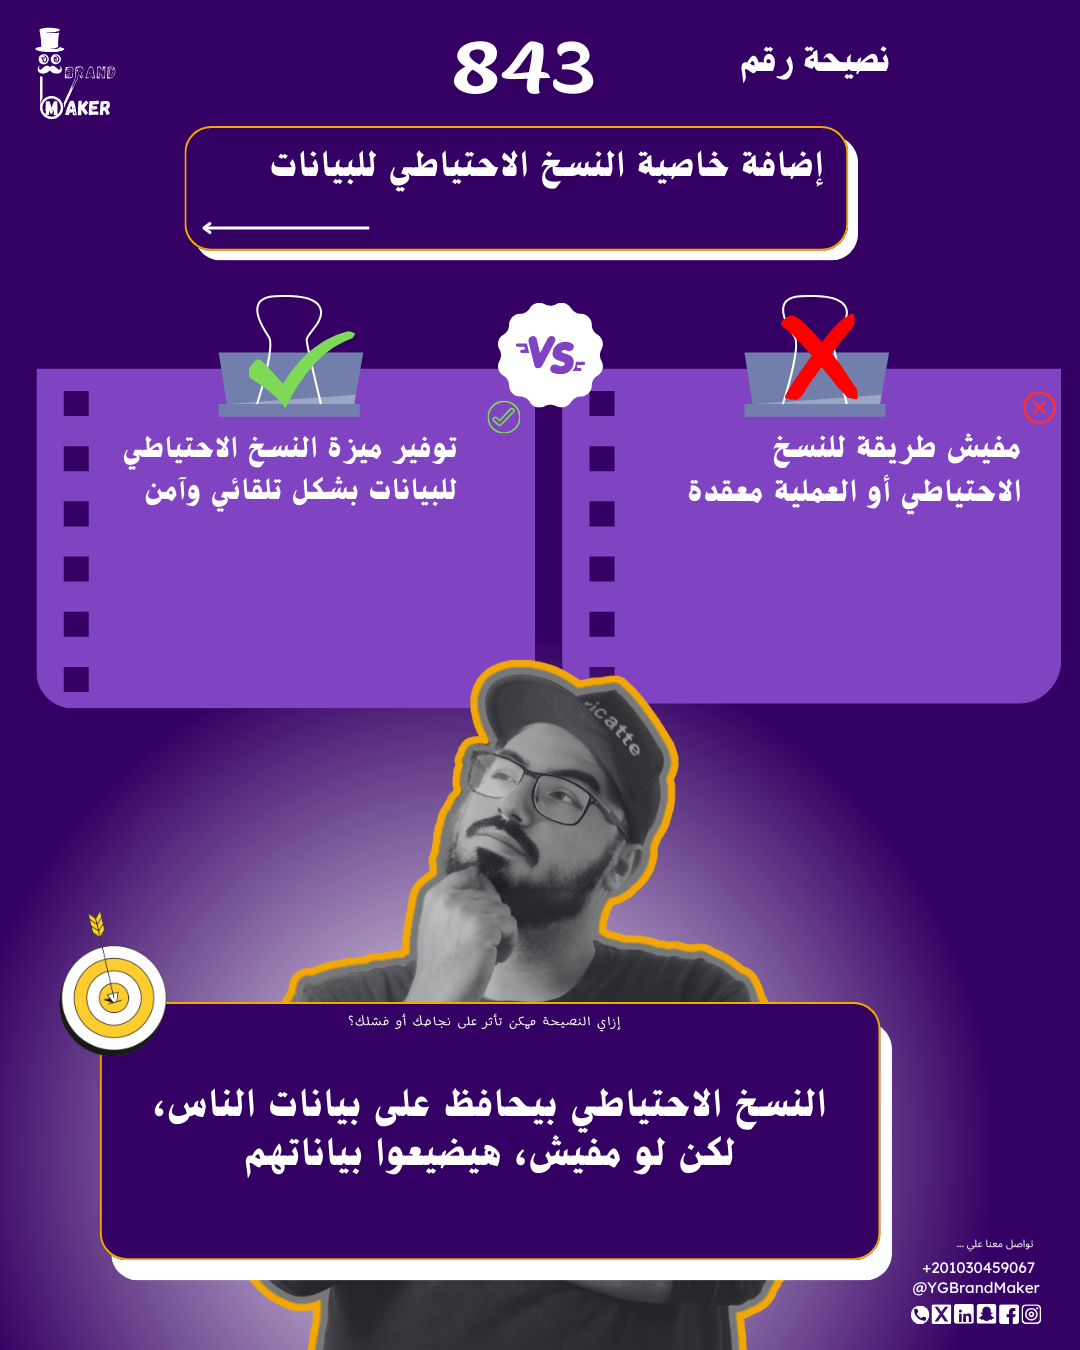 BRAND
MAKER
نصيحة رقم
843
إضافة خاصية النسخ الاحتياطي للبيانات
VS
مفيش طريقة للنسخ
الاحتياطي أو العملية معقدة
توفير ميزة النسخ الاحتياطي
للبيانات بشكل تلقائي وآمن
icatte
إزاي النصيحة ممكن تأثر على نجاحك أو فشلك؟
النسخ الاحتياطي بيحافظ على بيانات الناس،
لكن لو مفيش، هيضيعوا بياناتهم
تواصل معنا علي ...
+201030459067
@YGBrandMaker